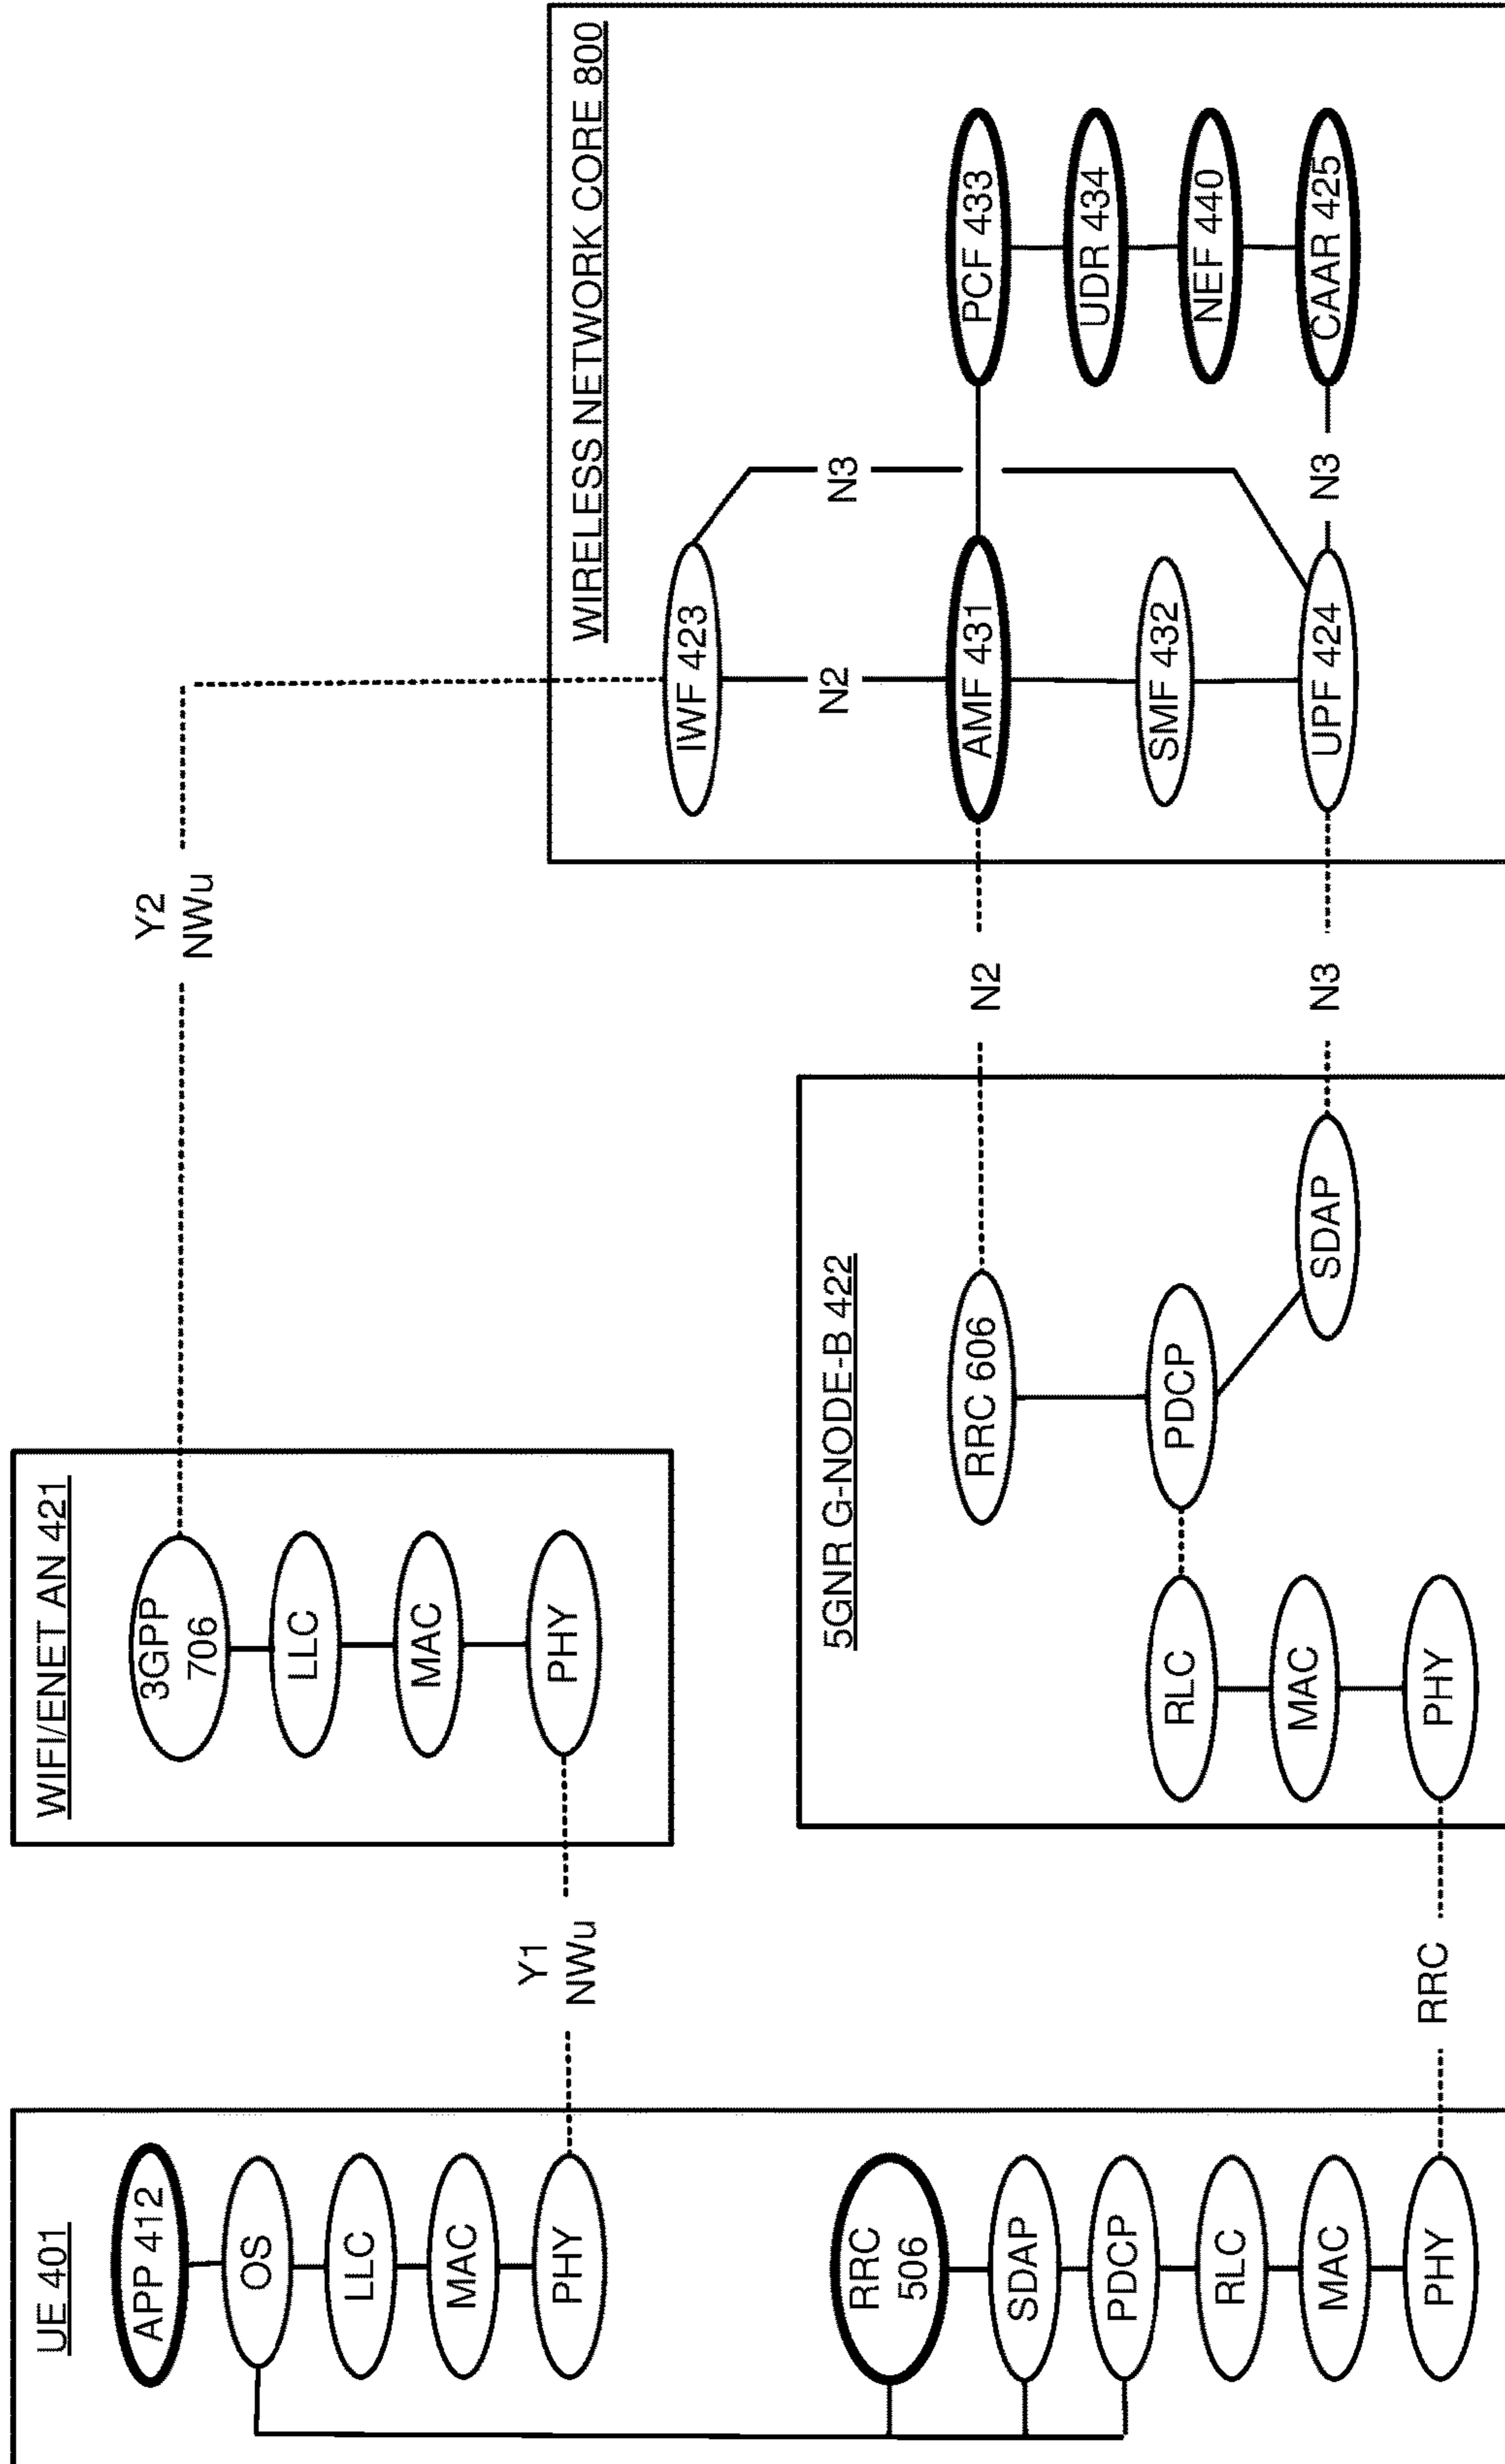 UE 401
APP 412
OS
LLC
MAC
PHY
RRC
506
SDAP
PDCP
RLC
MAC
PHY
Y1
NWu
RRC
WIFI/ENET AN 421
3GPP
706
LLC
MAC
PHY
5GNR G-NODE-B 422
RRC 606
PDCP
SDAP
RLC
MAC
PHY
Y2
NWu
N2
N3
WIRELESS NETWORK CORE 800
IWF 423
N2
N3
AMF 431
SMF 432
UPF 424
N3
PCF 433
UDR 434
NEF 440
CAAR 425